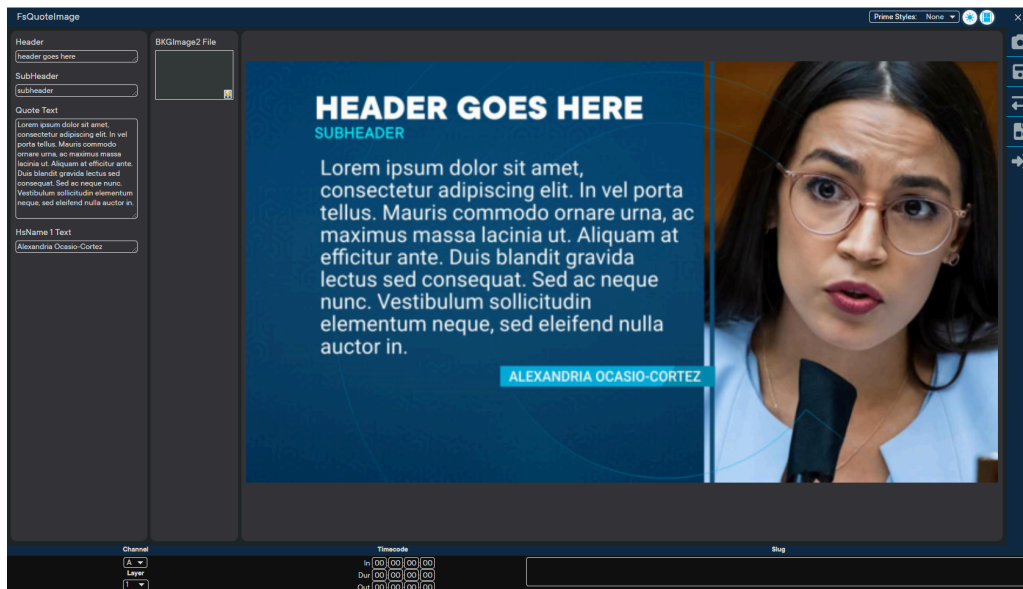 FsQuoteImage
Prime Styles: None
Header
header goes here
SubHeader
subheader
Quote Text
Lorem ipsum dolor sit amet,
consectetur adipiscing elit. In vel
porta tellus. Mauris commodo
ornare urna, ac maximus massa
lacinia ut. Aliquam at efficitur ante.
Duis blandit gravida lectus sed
consequat. Sed ac neque nunc.
Vestibulum sollicitudin elementum
neque, sed eleifend nulla auctor in.
HsName 1 Text
Alexandria Ocasio-Cortez
BKGImage2 File
HEADER GOES HERE
SUBHEADER
Lorem ipsum dolor sit amet,
consectetur adipiscing elit. In vel porta
tellus. Mauris commodo ornare urna, ac
maximus massa lacinia ut. Aliquam at
efficitur ante. Duis blandit gravida
lectus sed consequat. Sed ac neque
nunc. Vestibulum sollicitudin
elementum neque, sed eleifend nulla
auctor in.
ALEXANDRIA OCASIO-CORTEZ
Channel
A
Layer
1
Timecode
In 00 00 00 00
Dur 00 00 00 00
Out 00 00 00 00
Slug